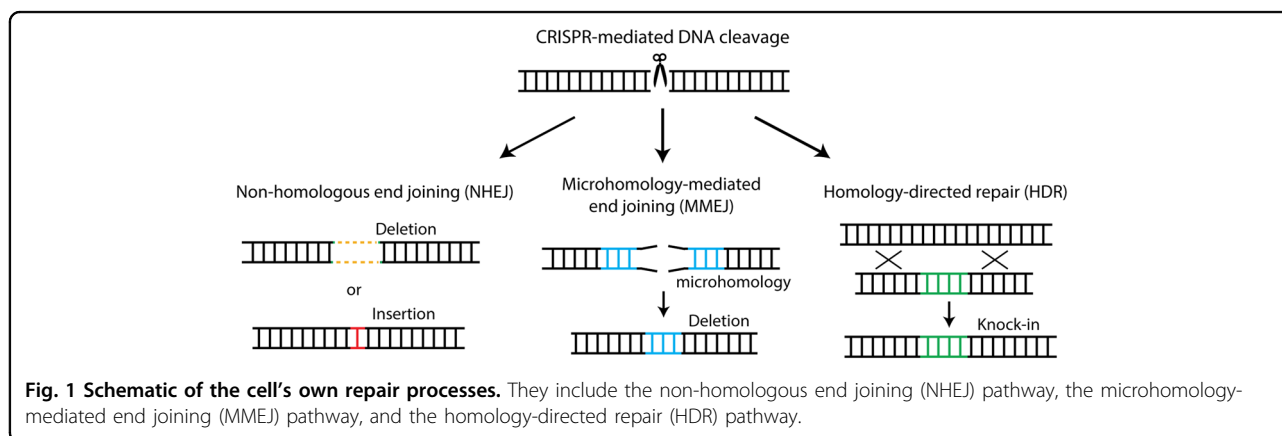 CRISPR-mediated DNA cleavage
Non-homologous end joining (NHEJ)
Deletion
or
Insertion
Microhomology-mediated
end joining (MMEJ)
microhomology
Deletion
Homology-directed repair (HDR)
Knock-in
Fig. 1 Schematic of the cell's own repair processes. They include the non-homologous end joining (NHEJ) pathway, the microhomology-
mediated end joining (MMEJ) pathway, and the homology-directed repair (HDR) pathway.